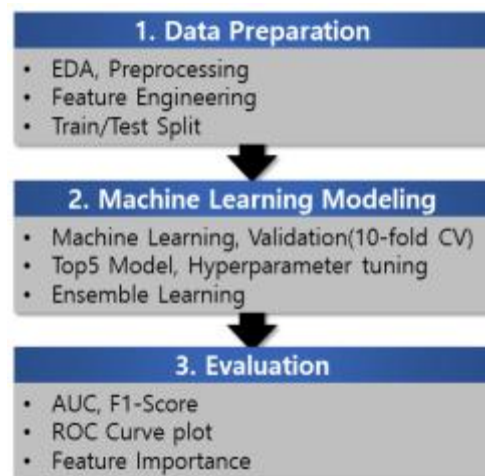 1. Data Preparation
• EDA, Preprocessing
• Feature Engineering
• Train/Test Split
2. Machine Learning Modeling
• Machine Learning, Validation(10-fold CV)
• Top5 Model, Hyperparameter tuning
• Ensemble Learning
3. Evaluation
• AUC, F1-Score
• ROC Curve plot
• Feature Importance